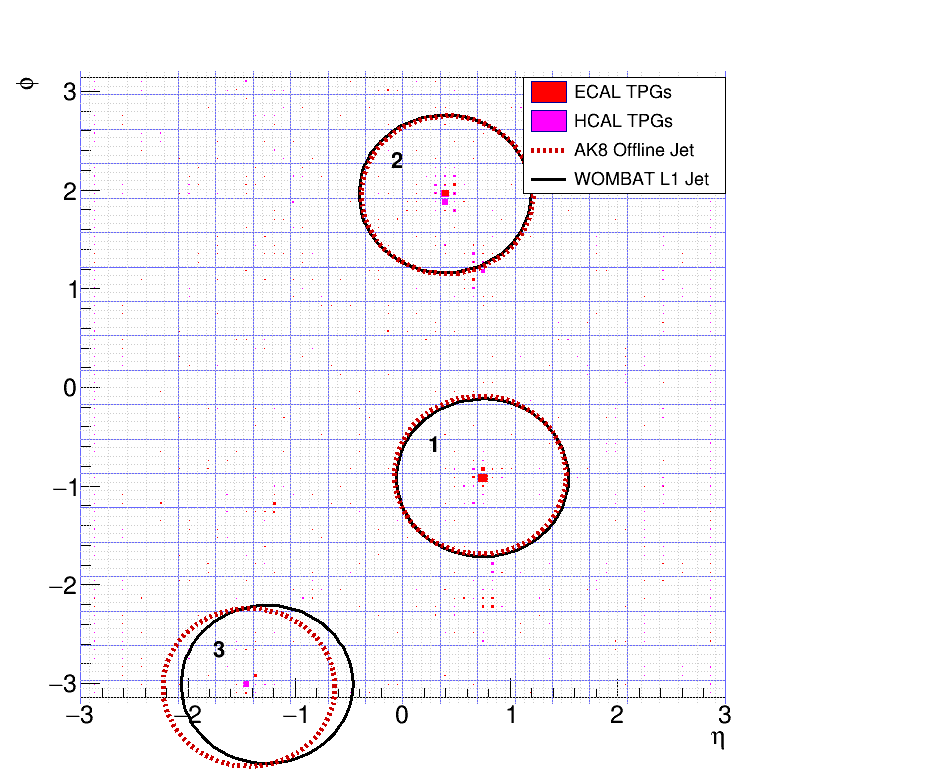 ϕ
3
2
1
0
−1
−2
−3
ECAL TPGs
HCAL TPGs
AK8 Offline Jet
WOMBAT L1 Jet
2
1
3
−3 −2 −1 0 1 2 3
η